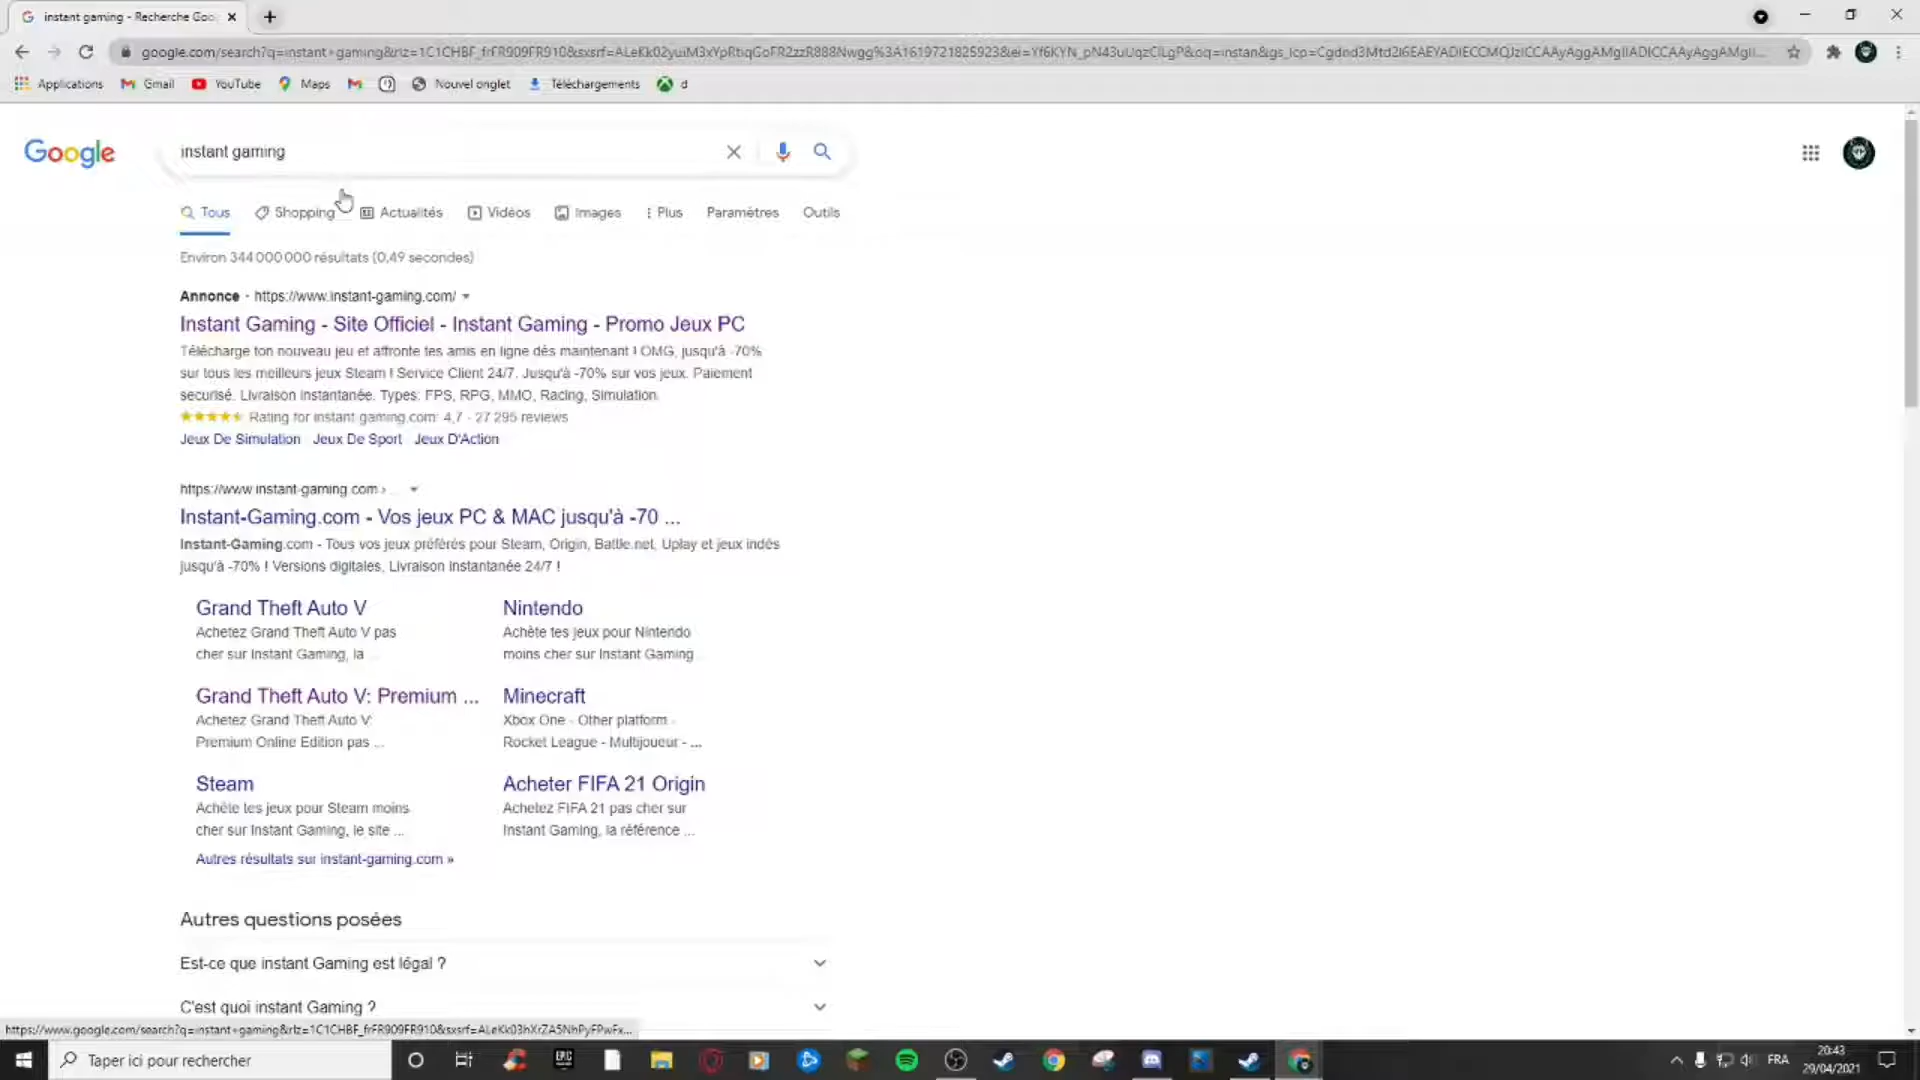 instant gaming - Recherche Goo
google.com/search?q=instant+gaming&rlz=1C1CHBF_frFR909FR910&sxsrf=
Applications Gmail YouTube Maps Nouvel onglet Téléchargements d
Google instant gaming
Tous Shopping Actualités Vidéos Images Plus Paramètres Outils
Environ 344 000 000 résultats (0,49 secondes)
Annonce · https://www.instant-gaming.com/
Instant Gaming - Site Officiel - Instant Gaming - Promo Jeux PC
Télécharge ton nouveau jeu et affronte tes amis en ligne dès maintenant ! OMG, jusqu'à -70%
sur tous les meilleurs jeux Steam ! Service Client 24/7. Jusqu'à -70% sur vos jeux. Paiement
securisé. Livraison instantanée. Types: FPS, RPG, MMO, Racing, Simulation.
Rating for instant-gaming.com: 4,7 - 27 295 reviews
Jeux De Simulation Jeux De Sport Jeux D'Action
https://www.instant-gaming.com › ...
Instant-Gaming.com - Vos jeux PC & MAC jusqu'à -70 ...
Instant-Gaming.com - Tous vos jeux préférés pour Steam, Origin, Battle.net, Uplay et jeux indés
jusqu'à -70% ! Versions digitales, Livraison instantanée 24/7 !
Grand Theft Auto V
Achetez Grand Theft Auto V pas
cher sur Instant Gaming, la ...
Nintendo
Achète tes jeux pour Nintendo
moins cher sur Instant Gaming
Grand Theft Auto V: Premium ...
Achetez Grand Theft Auto V:
Premium Online Edition pas ...
Minecraft
Xbox One - Other platform -
Rocket League - Multijoueur - ...
Steam
Achète tes jeux pour Steam moins
cher sur Instant Gaming, le site ...
Acheter FIFA 21 Origin
Achetez FIFA 21 pas cher sur
Instant Gaming, la référence ...
Autres résultats sur instant-gaming.com »
Autres questions posées
Est-ce que instant Gaming est légal ?
C'est quoi instant Gaming ?
https://www.google.com/search?q=instant+gaming&rlz=1C1CHBF_frFR909FR910&sxsrf=
Taper ici pour rechercher
EPIC
FRA
20:43
29/04/2021